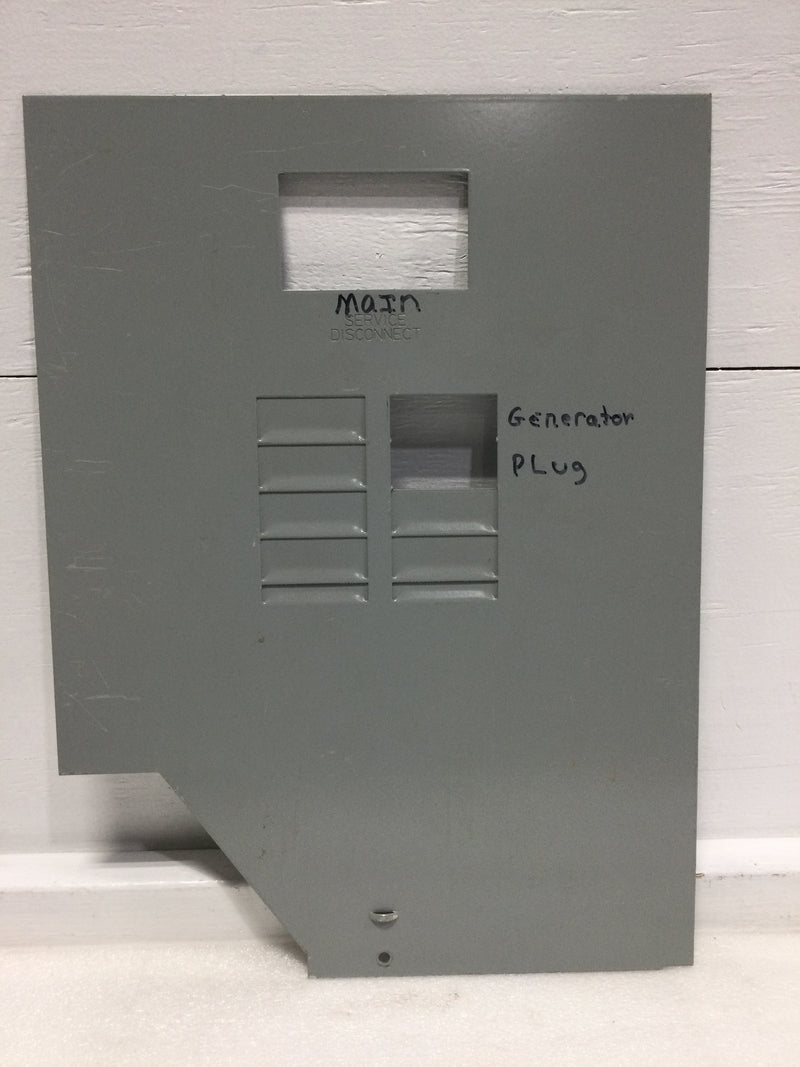 MaIn
SERVICE
DISCONNECT
Generator
PLug